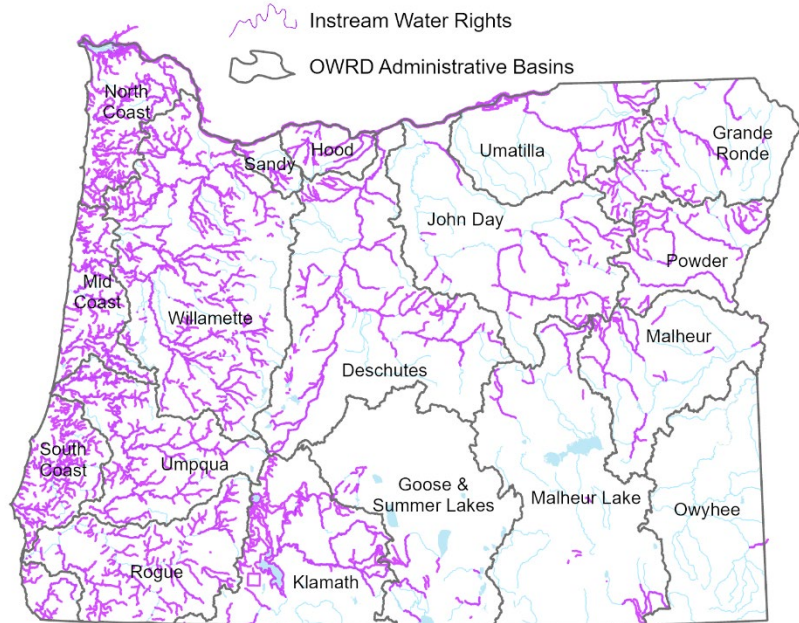 Instream Water Rights
OWRD Administrative Basins
North
Coast
Sandy
Hood
Umatilla
Grande
Ronde
John Day
Mid
Coast
Willamette
Powder
Malheur
Deschutes
South
Coast
Umpqua
Goose &
Summer Lakes
Malheur Lake
Owyhee
Rogue
Klamath